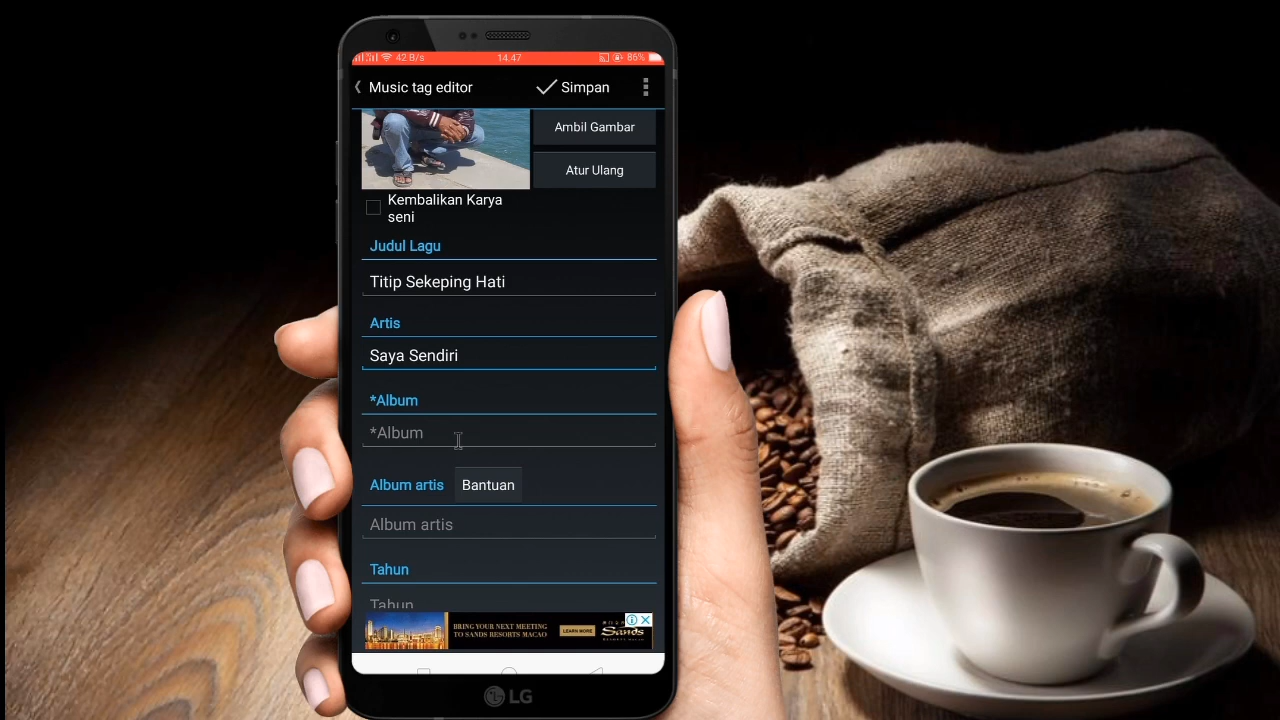 42 B/s
14.47
86%
Music tag editor
Simpan
Ambil Gambar
Atur Ulang
Kembalikan Karya
seni
Judul Lagu
Titip Sekeping Hati
Artis
Saya Sendiri
*Album
*Album
Album artis
Bantuan
Album artis
Tahun
Tahun
BRING YOUR NEXT MEETING
TO SANDS RESORTS MACAO
LEARN MORE
Sands
LG